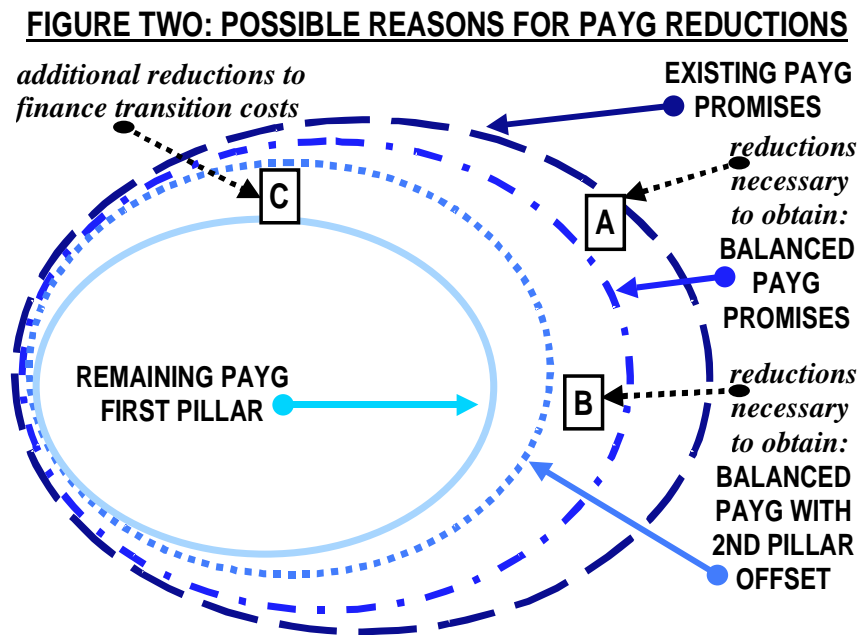 FIGURE TWO: POSSIBLE REASONS FOR PAYG REDUCTIONS
additional reductions to
finance transition costs
EXISTING PAYG
PROMISES
reductions
necessary
to obtain:
BALANCED
PAYG
PROMISES
C
A
REMAINING PAYG
FIRST PILLAR
B
reductions
necessary
to obtain:
BALANCED
PAYG WITH
2ND PILLAR
OFFSET